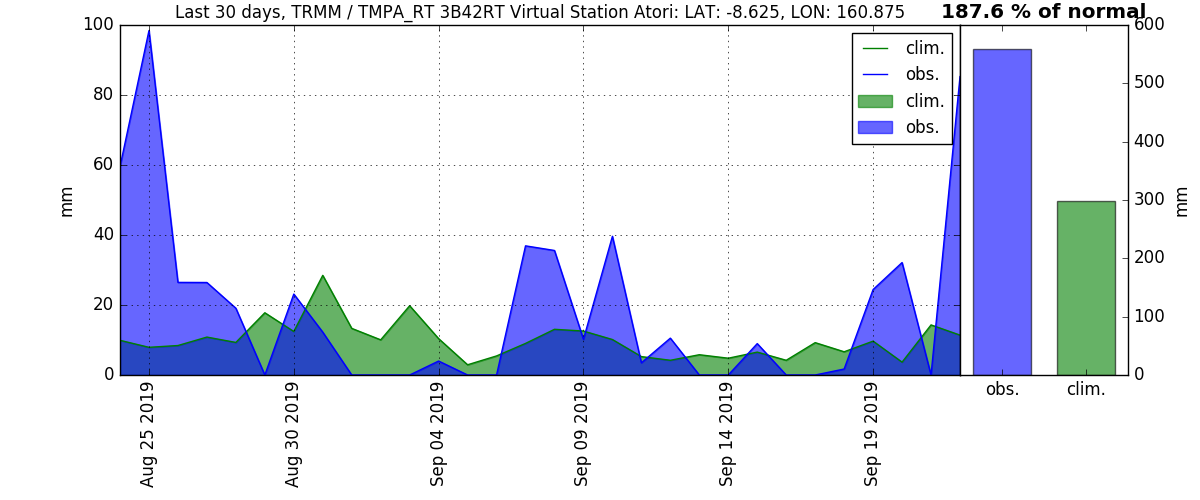 Last 30 days, TRMM / TMPA_RT 3B42RT Virtual Station Atori: LAT: -8.625, LON: 160.875
187.6 % of normal
100
80
60
40
20
0
mm
clim.
obs.
clim.
obs.
600
500
400
300
200
100
0
mm
obs.
clim.
Aug 25 2019
Aug 30 2019
Sep 04 2019
Sep 09 2019
Sep 14 2019
Sep 19 2019